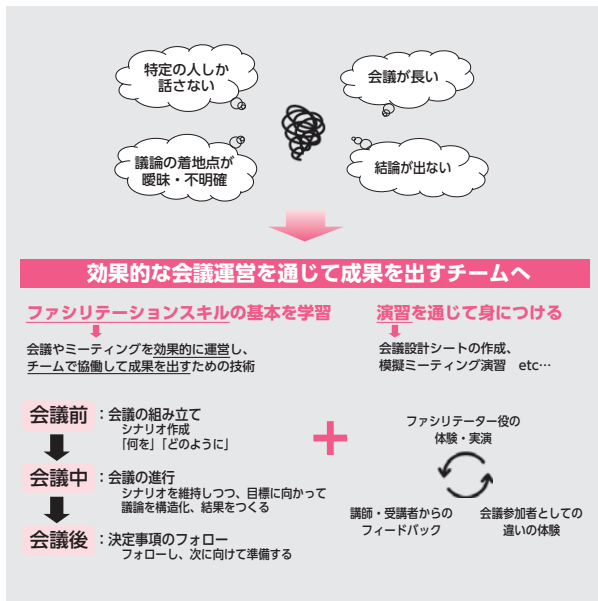 特定の人しか
話さない
会議が長い
議論の着地点が
曖昧・不明確
結論が出ない
効果的な会議運営を通じて成果を出すチームへ
ファシリテーションスキルの基本を学習
会議やミーティングを効果的に運営し、
チームで協働して成果を出すための技術
会議前：会議の組み立て
シナリオ作成
「何を」「どのように」
会議中：会議の進行
シナリオを維持しつつ、目標に向かって
議論を構造化、結果をつくる
会議後：決定事項のフォロー
フォローし、次に向けて準備する
+
演習を通じて身につける
会議設計シートの作成、
模擬ミーティング演習　etc…
ファシリテーター役の
体験・実演
講師・受講者からの
フィードバック
会議参加者としての
違いの体験